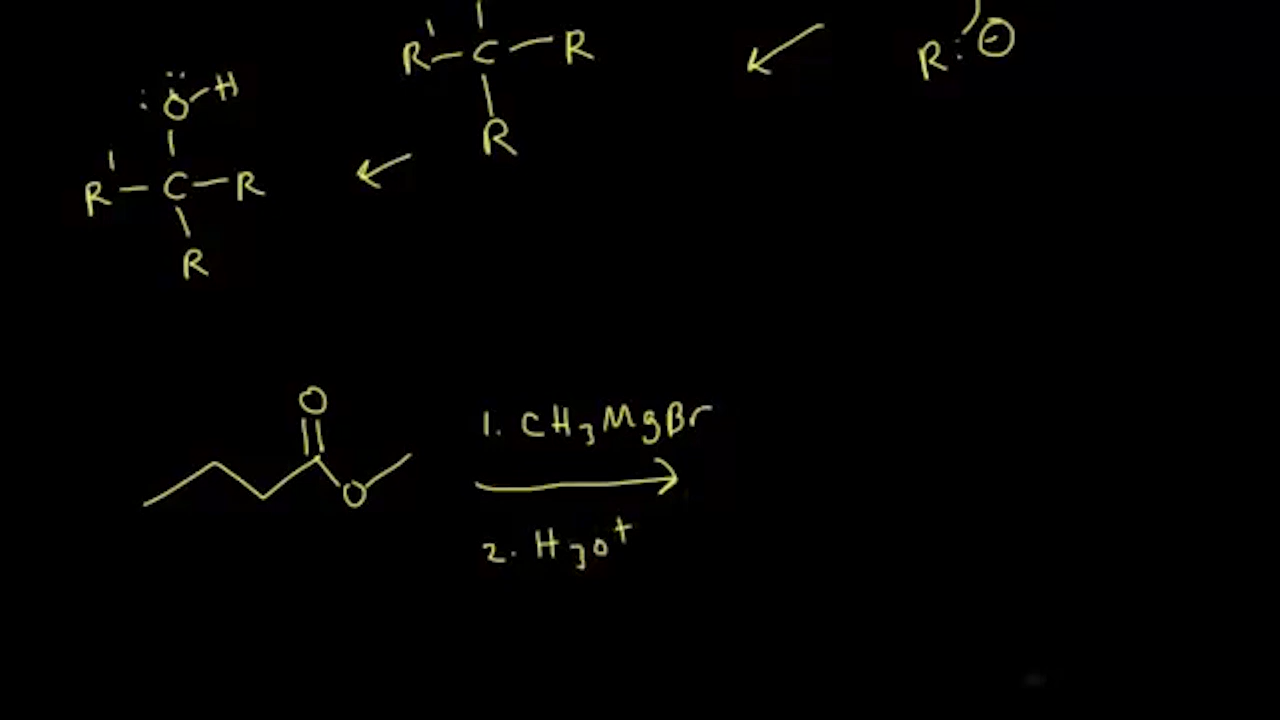 R' — C — R
R
R : ⊖
: Ö — H
R' — C — R
R
O
O
1. CH₃MgBr
2. H₃O⁺